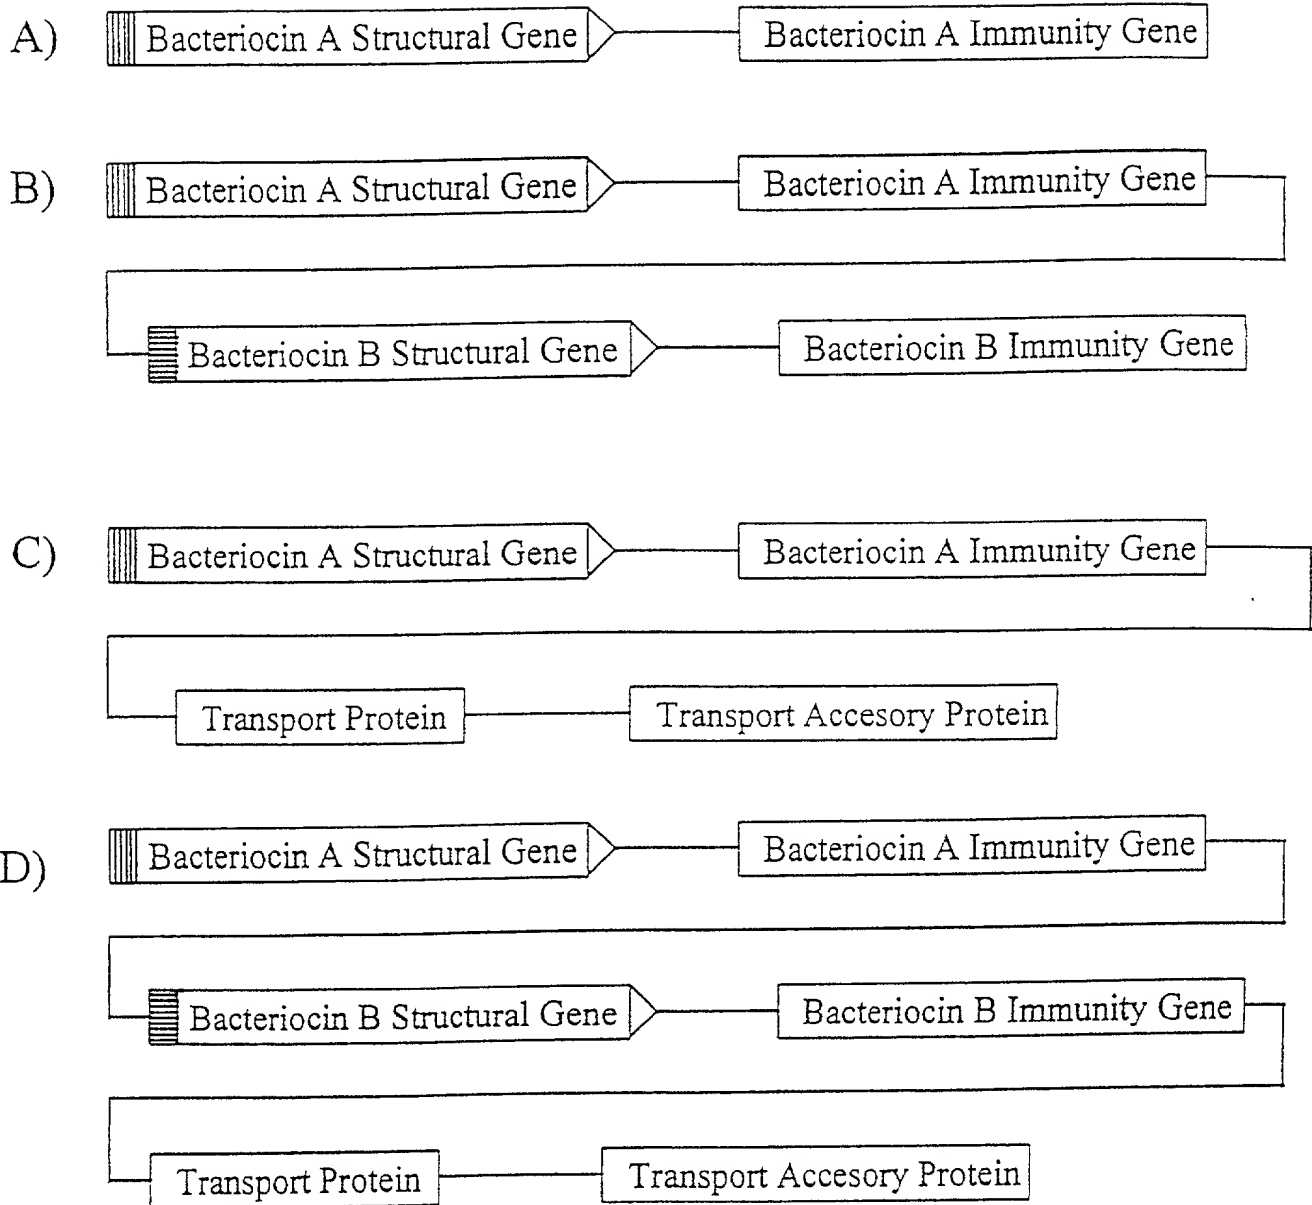 A) Bacteriocin A Structural Gene Bacteriocin A Immunity Gene
B) Bacteriocin A Structural Gene Bacteriocin A Immunity Gene
Bacteriocin B Structural Gene Bacteriocin B Immunity Gene
C) Bacteriocin A Structural Gene Bacteriocin A Immunity Gene
Transport Protein Transport Accesory Protein
D) Bacteriocin A Structural Gene Bacteriocin A Immunity Gene
Bacteriocin B Structural Gene Bacteriocin B Immunity Gene
Transport Protein Transport Accesory Protein